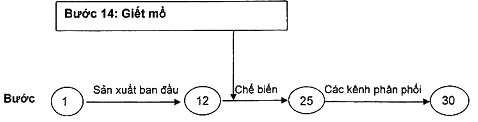 Bước 14: Giết mổ
Sản xuất ban đầu
Chế biến
Các kênh phân phối
Bước 1 12 25 30